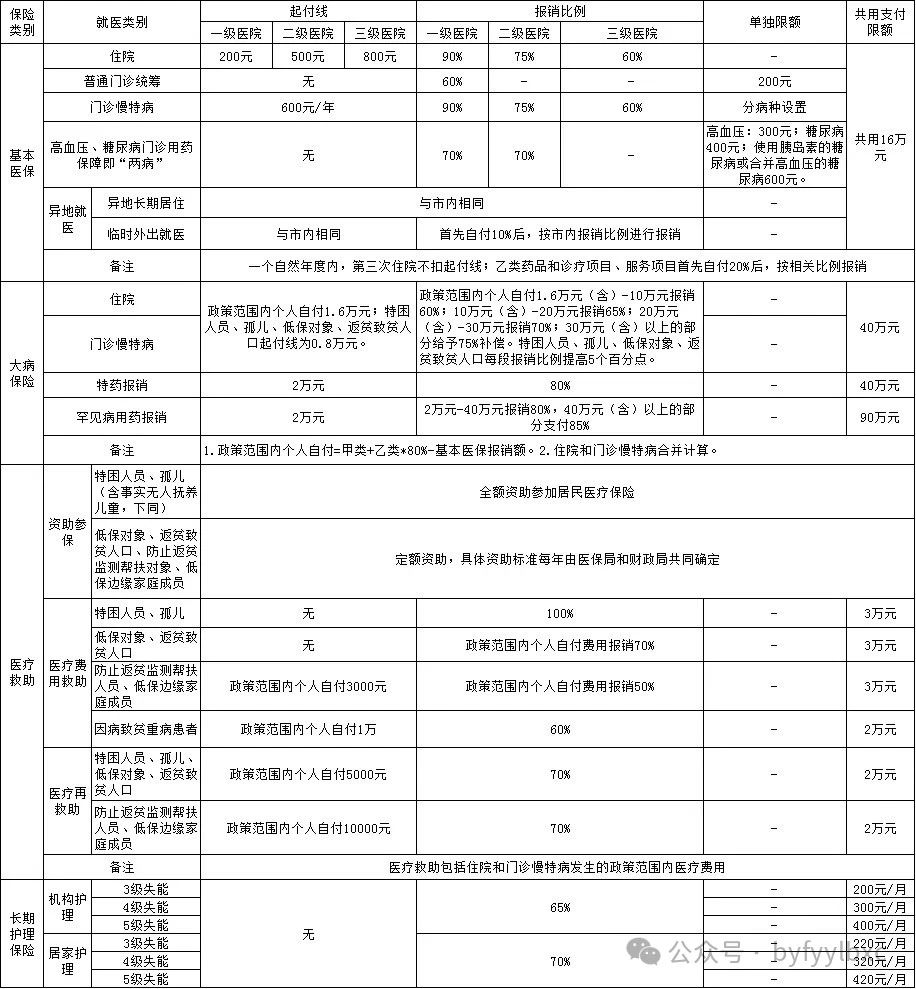 保险类别 就医类别 起付线 报销比例 单独限额 共用支付限额
一级医院 二级医院 三级医院 一级医院 二级医院 三级医院
基本医保 住院 200元 500元 800元 90% 75% 60% - 共用16万元
普通门诊统筹 无 60% - - 200元
门诊慢特病 600元/年 90% 75% 60% 分病种设置
高血压、糖尿病门诊用药保障即“两病” 无 70% 70% - 高血压：300元；糖尿病400元；使用胰岛素的糖尿病或合并高血压的糖尿病600元。
异地就医 异地长期居住 与市内相同 -
临时外出就医 与市内相同 首先自付10%后，按市内报销比例进行报销 -
备注 一个自然年度内，第三次住院不扣起付线；乙类药品和诊疗项目、服务项目首先自付20%后，按相关比例报销
大病保险 住院 政策范围内个人自付1.6万元；特困人员、孤儿、低保对象、返贫致贫人口起付线为0.8万元。 政策范围内个人自付1.6万元（含）-10万元报销60%；10万元（含）-20万元报销65%；20万元（含）-30万元报销70%；30万元（含）以上的部分给予75%补偿。特困人员、孤儿、低保对象、返贫致贫人口每段报销比例提高5个百分点。 - 40万元
门诊慢特病 -
特药报销 2万元 80% - 40万元
罕见病用药报销 2万元 2万元-40万元报销80%，40万元（含）以上的部分支付85% - 90万元
备注 1.政策范围内个人自付=甲类+乙类*80%-基本医保报销额。2.住院和门诊慢特病合并计算。
医疗救助 资助参保 特困人员、孤儿（含事实无人抚养儿童，下同） 全额资助参加居民医疗保险
低保对象、返贫致贫人口、防止返贫监测帮扶对象、低保边缘家庭成员 定额资助，具体资助标准每年由医保局和财政局共同确定
医疗费用救助 特困人员、孤儿 无 100% - 3万元
低保对象、返贫致贫人口 无 政策范围内个人自付费用报销70% - 3万元
防止返贫监测帮扶人员、低保边缘家庭成员 政策范围内个人自付3000元 政策范围内个人自付费用报销50% - 3万元
因病致贫重病患者 政策范围内个人自付1万 60% - 2万元
医疗再救助 特困人员、孤儿、低保对象、返贫致贫人口 政策范围内个人自付5000元 70% - 2万元
防止返贫监测帮扶人员、低保边缘家庭成员 政策范围内个人自付10000元 70% - 2万元
备注 医疗救助包括住院和门诊慢特病发生的政策范围内医疗费用
长期护理保险 机构护理 3级失能 无 65% - 200元/月
4级失能 - 300元/月
5级失能 - 400元/月
居家护理 3级失能 70% - 220元/月
4级失能 - 320元/月
5级失能 - 420元/月
公众号·byfyylbx